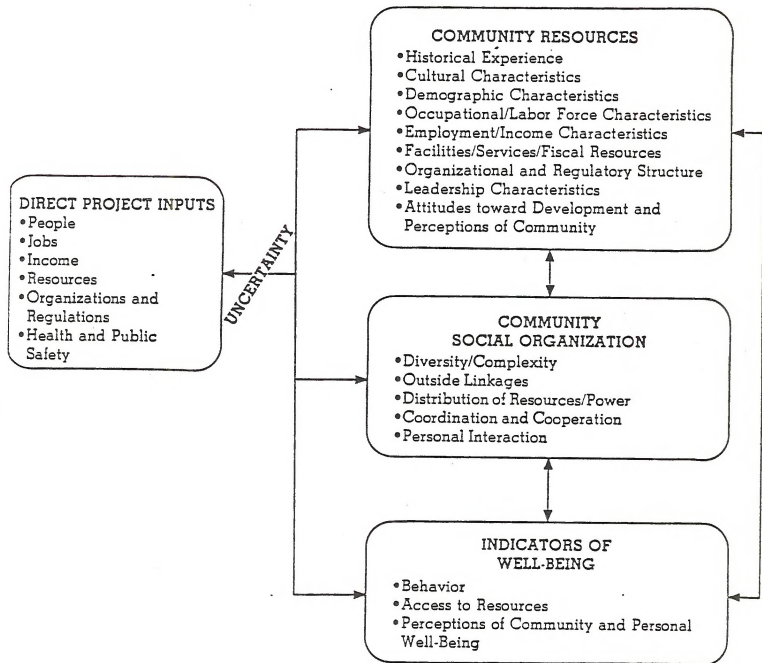 DIRECT PROJECT INPUTS
•People
•Jobs
•Income
•Resources
•Organizations and
Regulations
•Health and Public
Safety
UNCERTAINTY
COMMUNITY RESOURCES
•Historical Experience
•Cultural Characteristics
•Demographic Characteristics
•Occupational/Labor Force Characteristics
•Employment/Income Characteristics
•Facilities/Services/Fiscal Resources
•Organizational and Regulatory Structure
•Leadership Characteristics
•Attitudes toward Development and
Perceptions of Community
COMMUNITY
SOCIAL ORGANIZATION
•Diversity/Complexity
•Outside Linkages
•Distribution of Resources/Power
•Coordination and Cooperation
•Personal Interaction
INDICATORS OF
WELL-BEING
•Behavior
•Access to Resources
•Perceptions of Community and Personal
Well-Being